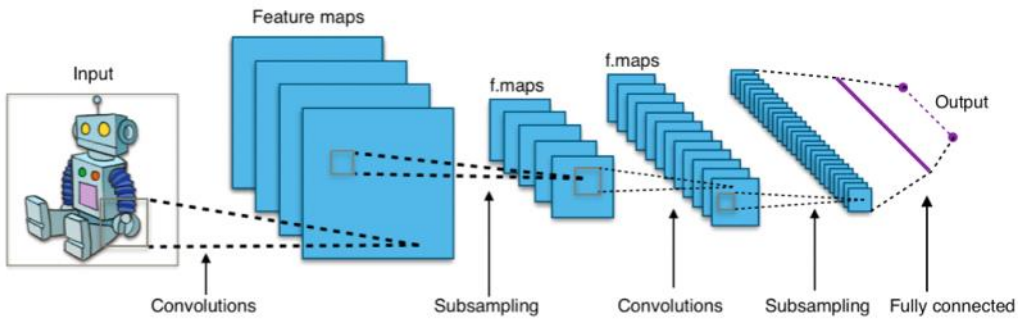 Feature maps
Input
f.maps
f.maps
Output
Convolutions
Subsampling
Convolutions
Subsampling
Fully connected